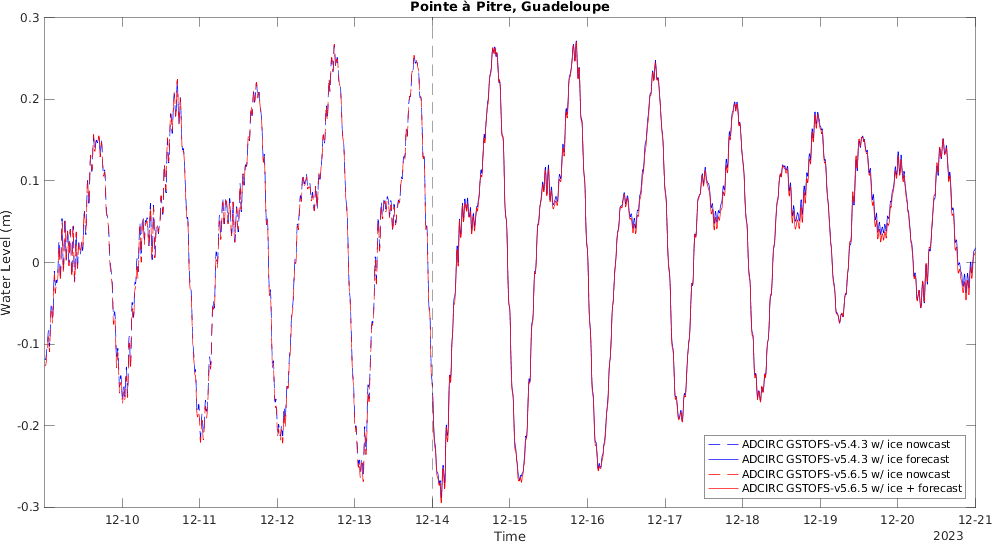 Pointe à Pitre, Guadeloupe
0.3
0.2
0.1
0
-0.1
-0.2
-0.3
Water Level (m)
ADCIRC GSTOFS-v5.4.3 w/ ice nowcast
ADCIRC GSTOFS-v5.4.3 w/ ice forecast
ADCIRC GSTOFS-v5.6.5 w/ ice nowcast
ADCIRC GSTOFS-v5.6.5 w/ ice + forecast
12-10 12-11 12-12 12-13 12-14 12-15 12-16 12-17 12-18 12-19 12-20 12-21
Time
2023